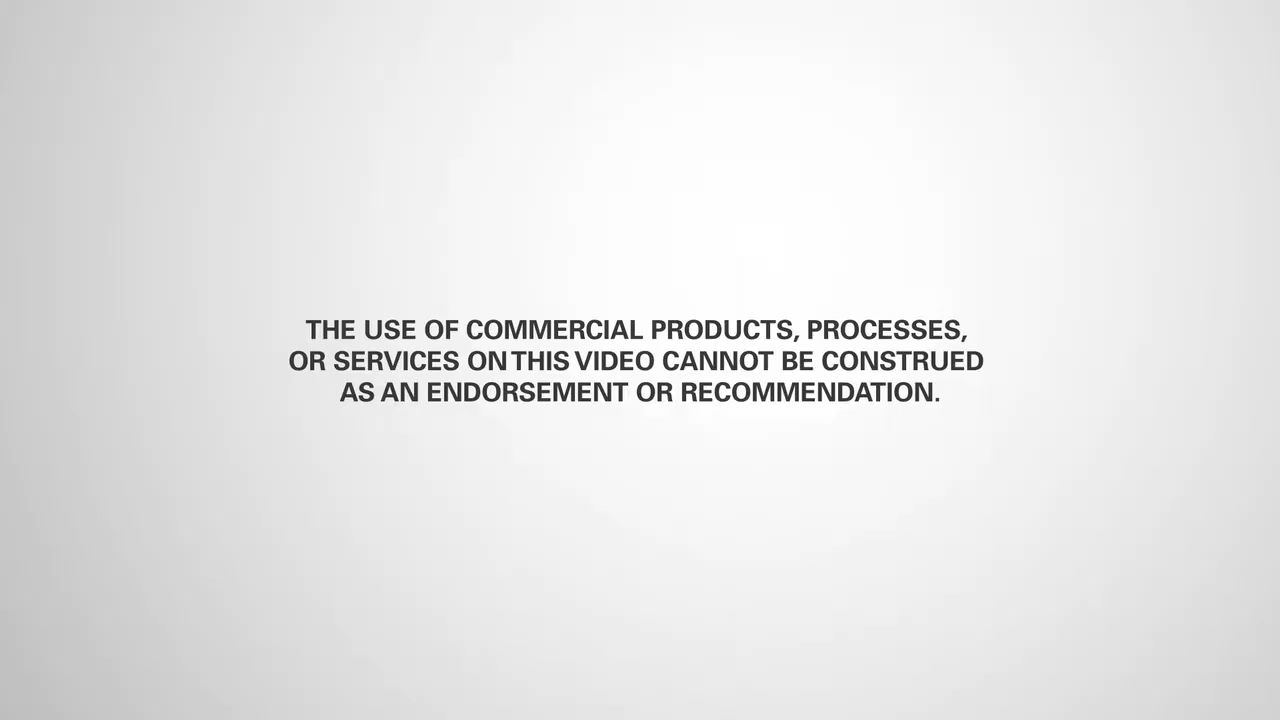 THE USE OF COMMERCIAL PRODUCTS, PROCESSES,
OR SERVICES ON THIS VIDEO CANNOT BE CONSTRUED
AS AN ENDORSEMENT OR RECOMMENDATION.